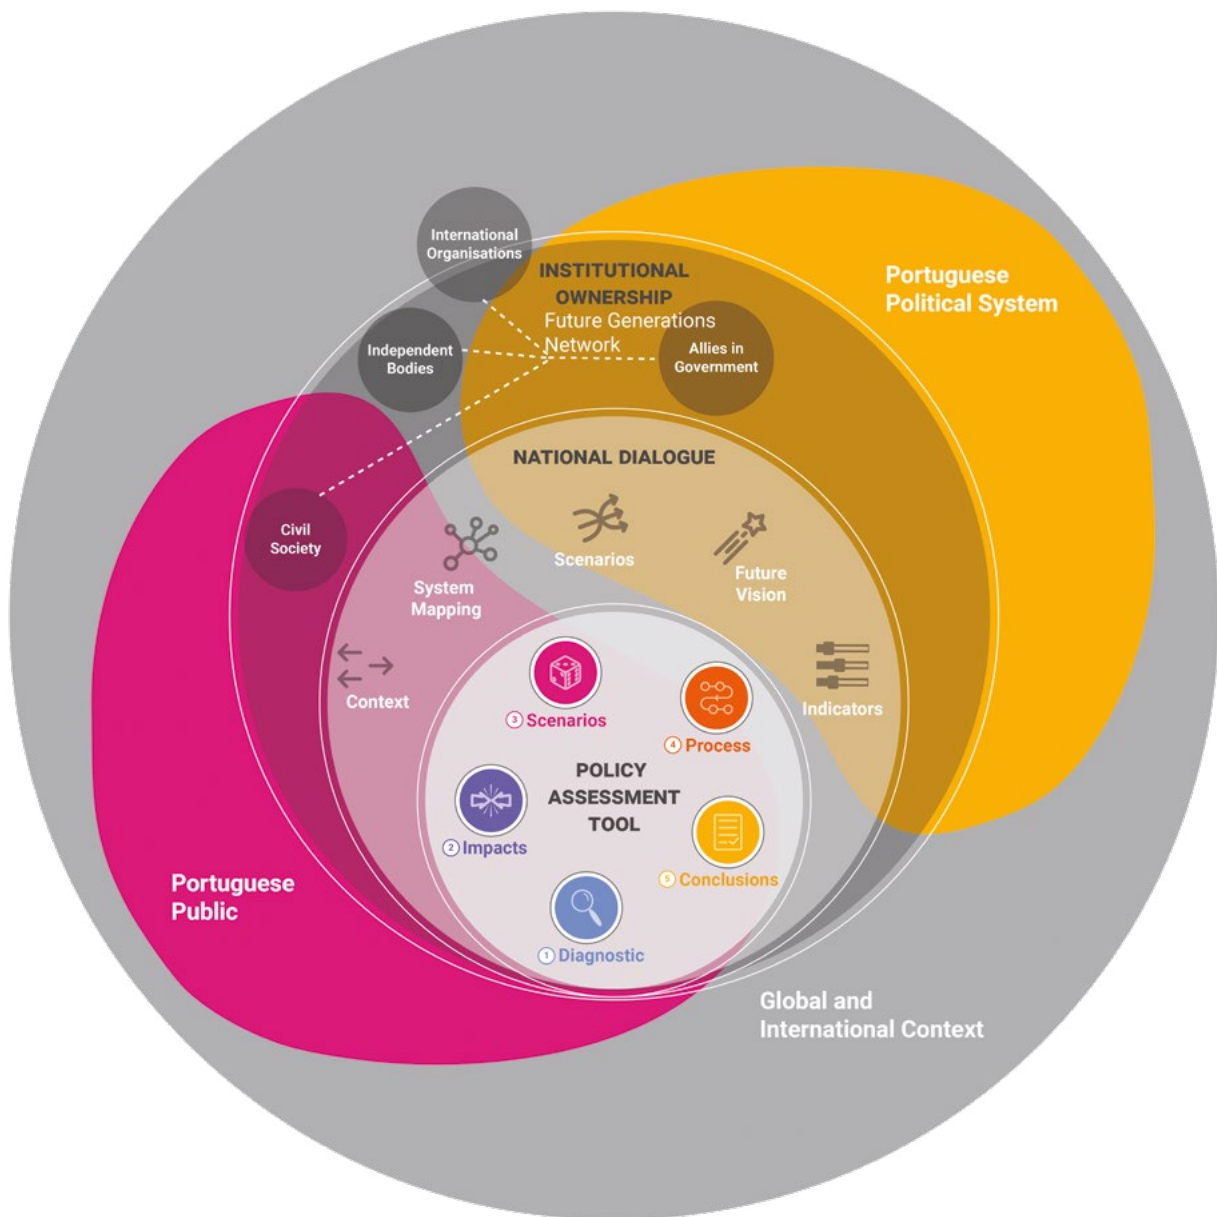 International
Organisations
INSTITUTIONAL
OWNERSHIP
Future Generations
Network
Portuguese
Political System
Independent
Bodies
Allies in
Government
NATIONAL DIALOGUE
Civil
Society
System
Mapping
Scenarios
Future
Vision
Context
Indicators
3 Scenarios
4 Process
POLICY
ASSESSMENT
TOOL
2 Impacts
5 Conclusions
1 Diagnostic
Portuguese
Public
Global and
International Context